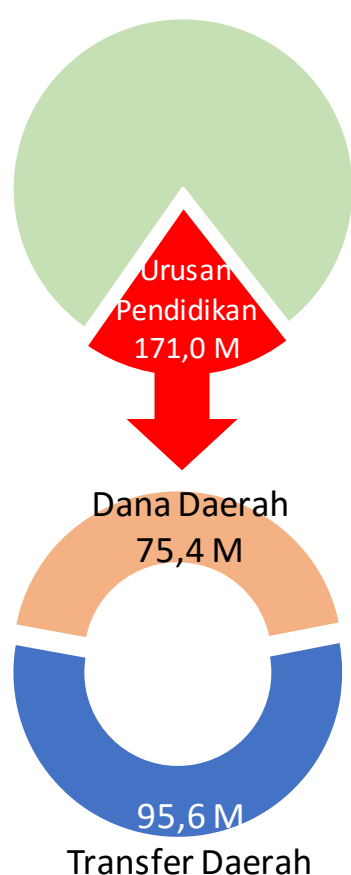 Urusan
Pendidikan
171,0 M
Dana Daerah
75,4 M
95,6 M
Transfer Daerah